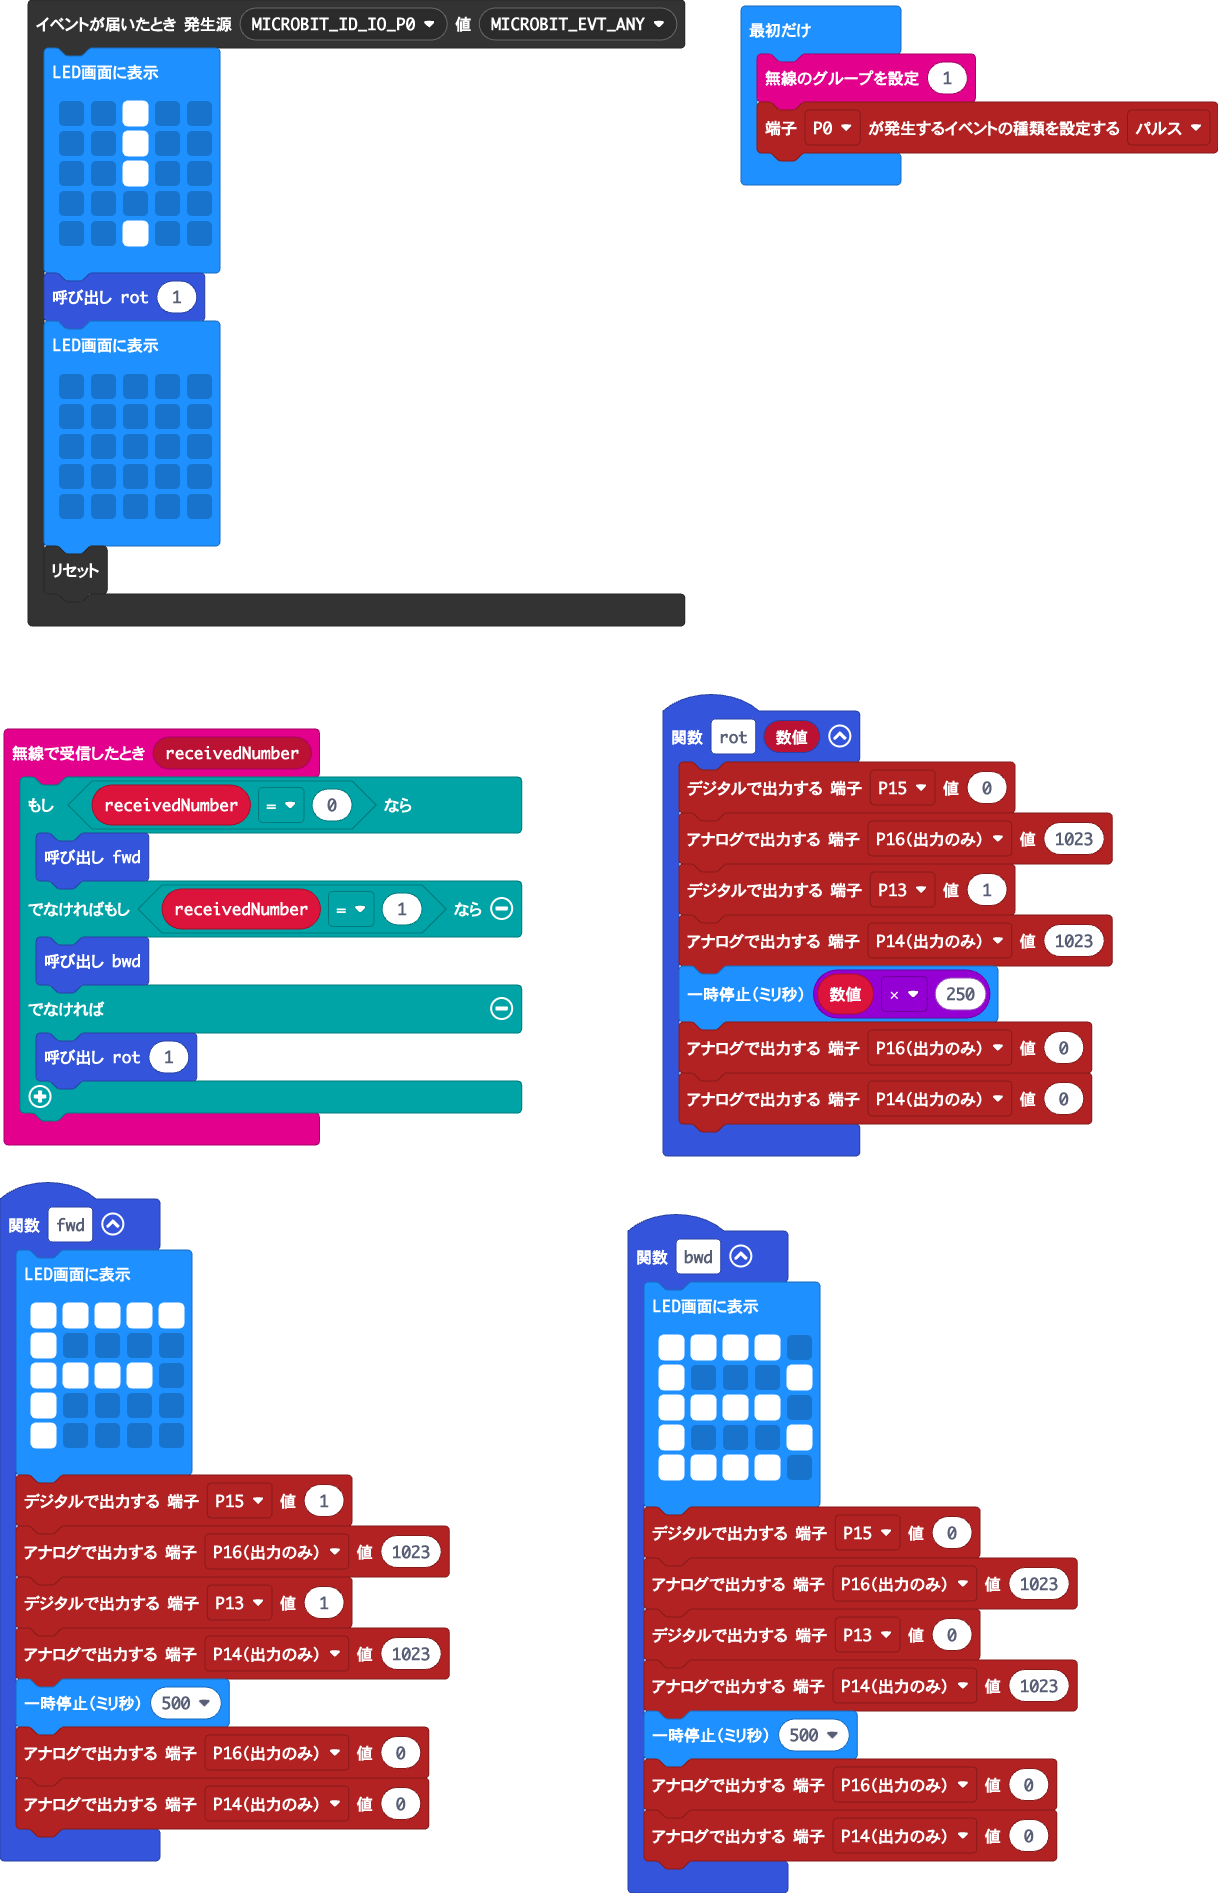 イベントが届いたとき 発生源 MICROBIT_ID_IO_P0 値 MICROBIT_EVT_ANY
LED画面に表示
呼び出し rot 1
LED画面に表示
リセット
最初だけ
無線のグループを設定 1
端子 P0 が発生するイベントの種類を設定する パルス
無線で受信したとき receivedNumber
もし receivedNumber = 0 なら
呼び出し fwd
でなければもし receivedNumber = 1 なら
呼び出し bwd
でなければ
呼び出し rot 1
関数 rot 数値
デジタルで出力する 端子 P15 値 0
アナログで出力する 端子 P16(出力のみ) 値 1023
デジタルで出力する 端子 P13 値 1
アナログで出力する 端子 P14(出力のみ) 値 1023
一時停止(ミリ秒) 数値 × 250
アナログで出力する 端子 P16(出力のみ) 値 0
アナログで出力する 端子 P14(出力のみ) 値 0
関数 fwd
LED画面に表示
デジタルで出力する 端子 P15 値 1
アナログで出力する 端子 P16(出力のみ) 値 1023
デジタルで出力する 端子 P13 値 1
アナログで出力する 端子 P14(出力のみ) 値 1023
一時停止(ミリ秒) 500
アナログで出力する 端子 P16(出力のみ) 値 0
アナログで出力する 端子 P14(出力のみ) 値 0
関数 bwd
LED画面に表示
デジタルで出力する 端子 P15 値 0
アナログで出力する 端子 P16(出力のみ) 値 1023
デジタルで出力する 端子 P13 値 0
アナログで出力する 端子 P14(出力のみ) 値 1023
一時停止(ミリ秒) 500
アナログで出力する 端子 P16(出力のみ) 値 0
アナログで出力する 端子 P14(出力のみ) 値 0